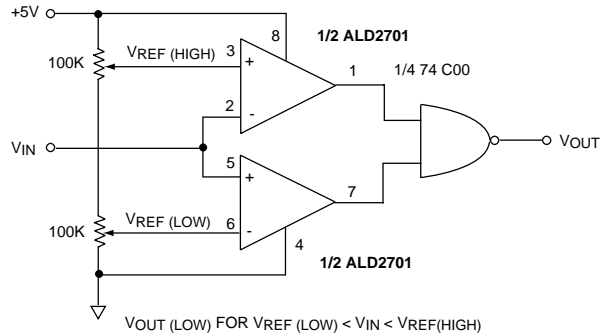 +5V
8
1/2 ALD2701
100K
VREF (HIGH)
3
+
1
1/4 74 C00
2
-
VIN
VOUT
5
+
7
100K
VREF (LOW)
6
-
4
1/2 ALD2701
VOUT (LOW) FOR VREF (LOW) < VIN < VREF(HIGH)